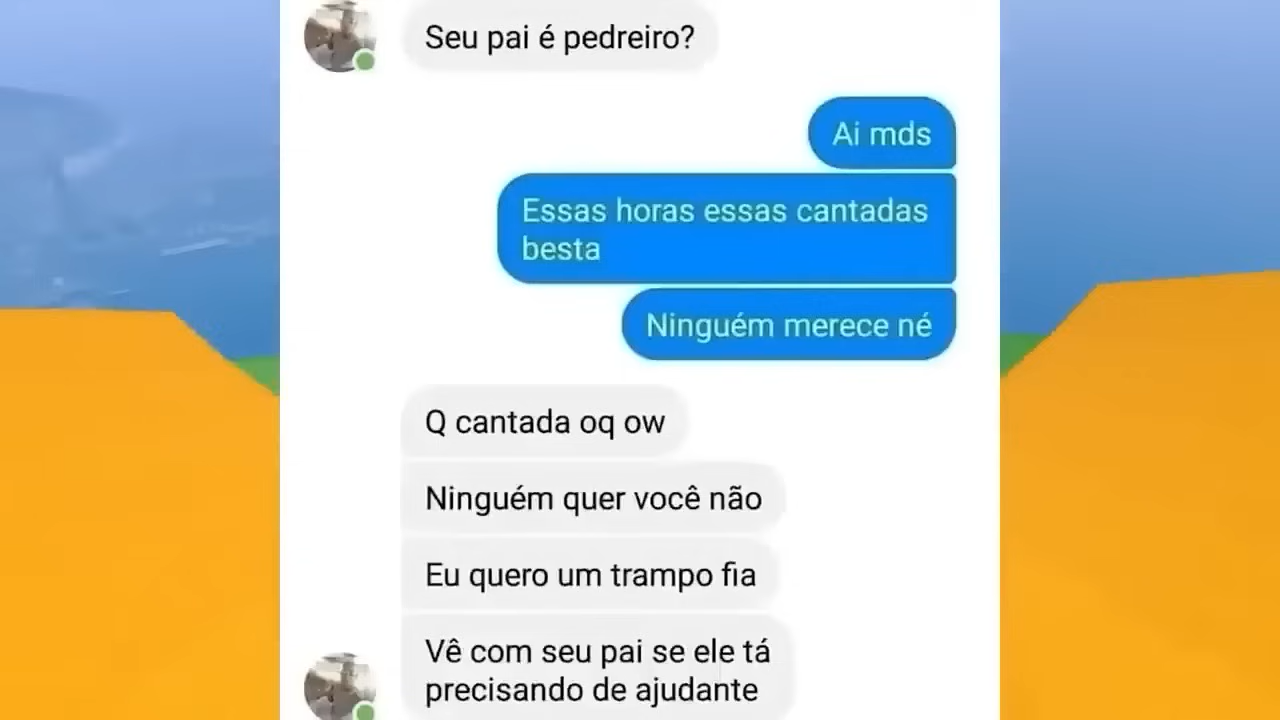 Seu pai é pedreiro?
Ai mds
Essas horas essas cantadas
besta
Ninguém merece né
Q cantada oq ow
Ninguém quer você não
Eu quero um trampo fia
Vê com seu pai se ele tá
precisando de ajudante